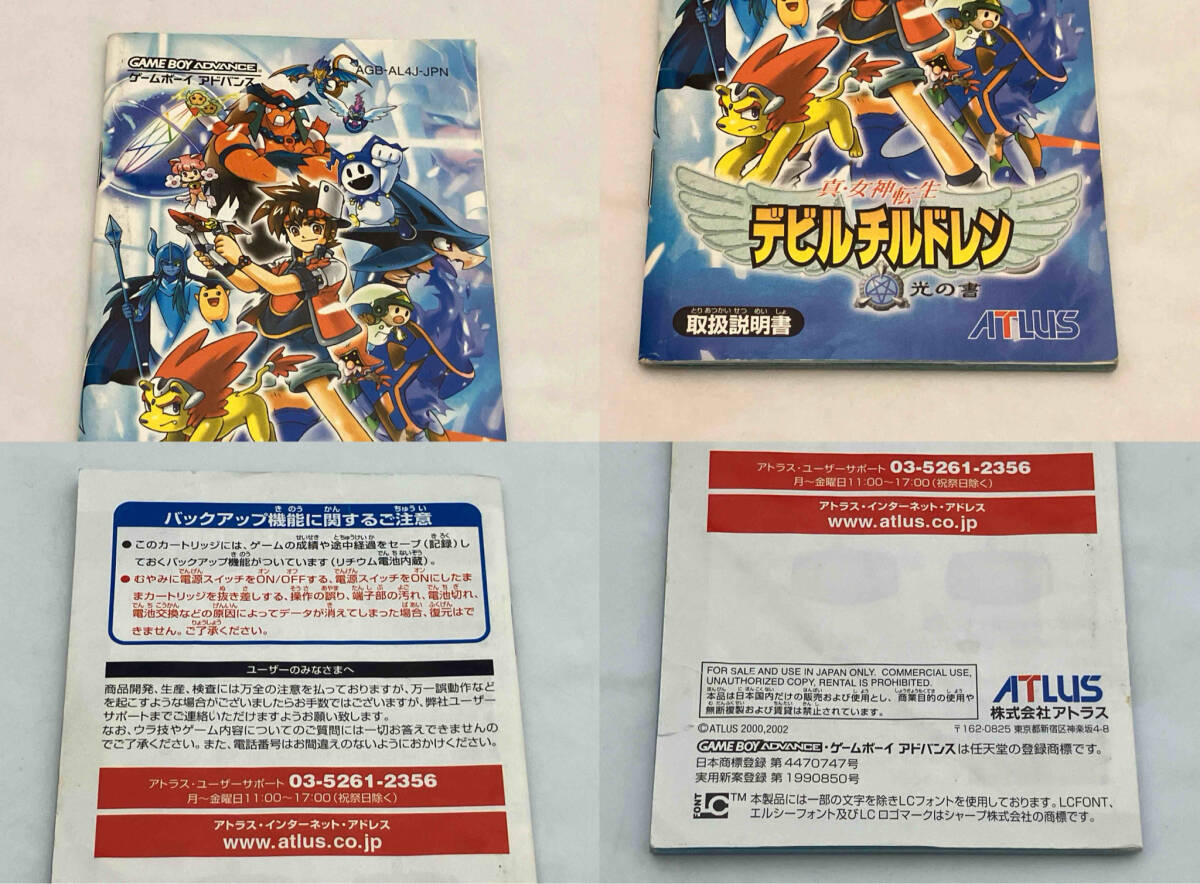 GAME BOY ADVANCE
ゲームボーイ アドバンス
AGB-AL4J-JPN
真・女神転生
デビルチルドレン
光の書
とりあつかいせつめいしょ
取扱説明書
ATLUS
バックアップ機能に関するご注意
●このカートリッジには、ゲームの成績や途中経過をセーブ(記録)し
ておくバックアップ機能がついています(リチウム電池内蔵)。
●むやみに電源スイッチをON/OFFする、電源スイッチをONにしたま
まカートリッジを抜き差しする、操作の誤り、端子部の汚れ、電池切れ、
電池交換などの原因によってデータが消えてしまった場合、復元はで
きません。ご了承ください。
ユーザーのみなさまへ
商品開発、生産、検査には万全の注意を払っておりますが、万一誤動作など
を起こすような場合がございましたらお手数ではございますが、弊社ユーザー
サポートまでご連絡いただけますようお願い致します。
なお、ウラ技やゲーム内容についてのご質問には一切お答えできませんの
でご了承ください。また、電話番号はお間違えのないようにおかけください。
アトラス・ユーザーサポート 03-5261-2356
月〜金曜日11:00〜17:00(祝祭日除く)
アトラス・インターネット・アドレス
www.atlus.co.jp
アトラス・ユーザーサポート 03-5261-2356
月〜金曜日11:00〜17:00(祝祭日除く)
アトラス・インターネット・アドレス
www.atlus.co.jp
FOR SALE AND USE IN JAPAN ONLY. COMMERCIAL USE,
UNAUTHORIZED COPY, RENTAL IS PROHIBITED.
本品は日本国内だけの販売および使用とし、商業目的の使用や
無断複製および賃貸は禁止されています。
ATLUS
株式会社アトラス
©ATLUS 2000,2002
〒162-0825 東京都新宿区神楽坂4-8
GAME BOY ADVANCE・ゲームボーイ アドバンスは任天堂の登録商標です。
日本商標登録 第4470747号
実用新案登録 第1990850号
LC FONT TM 本製品には一部の文字を除きLCフォントを使用しております。LCFONT、
エルシーフォント及びLCロゴマークはシャープ株式会社の商標です。